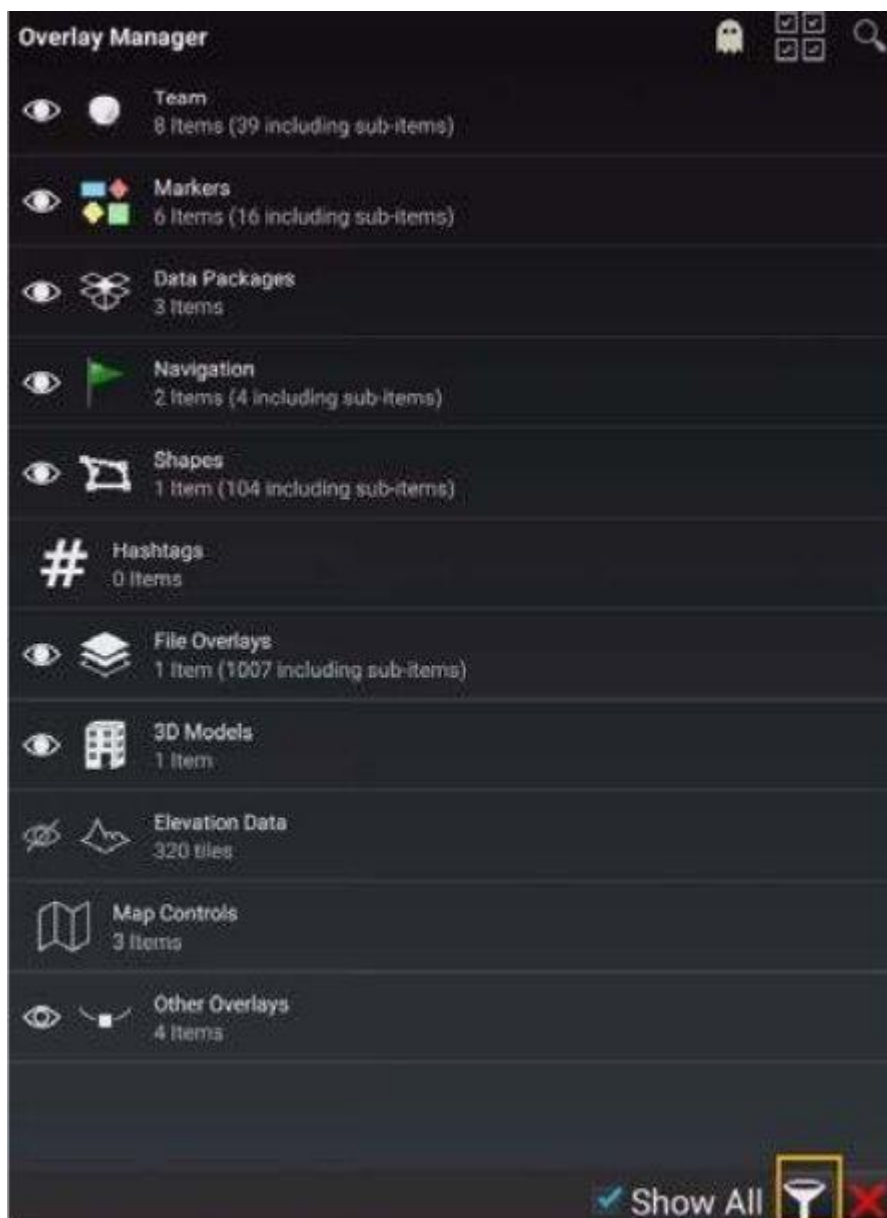 Overlay Manager
Team
8 Items (39 including sub-items)
Markers
6 Items (16 including sub-items)
Data Packages
3 Items
Navigation
2 Items (4 including sub-items)
Shapes
1 Item (104 including sub-items)
# Hashtags
0 Items
File Overlays
1 Item (1007 including sub-items)
3D Models
1 Item
Elevation Data
320 tiles
Map Controls
3 Items
Other Overlays
4 Items
Show All